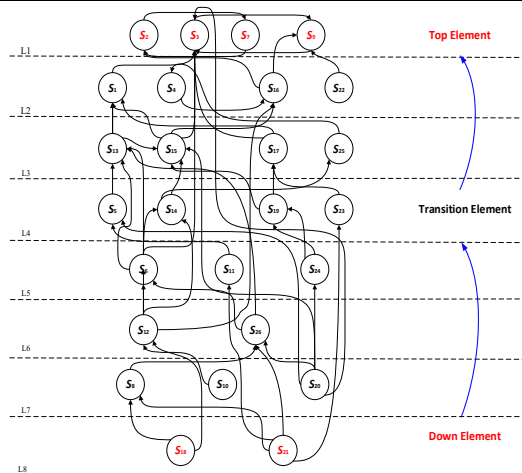 S2 S3 S7 S9 Top Element
L1
S1 S4 S16 S22
L2
S13 S15 S17 S25
L3
S5 S14 S19 S23 Transition Element
L4
S6 S11 S24
L5
S12 S26
L6
S8 S10 S20
L7
S18 S21 Down Element
L8